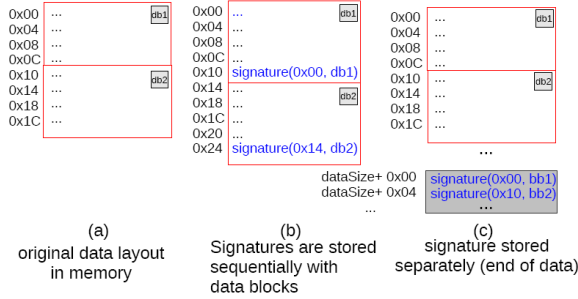 0x00 ... db1
0x04 ...
0x08 ...
0x0C ...
0x10 ... db2
0x14 ...
0x18 ...
0x1C ...
(a)
original data layout
in memory
0x00 ... db1
0x04 ...
0x08 ...
0x0C ...
0x10 signature(0x00, db1)
0x14 ... db2
0x18 ...
0x1C ...
0x20 ...
0x24 signature(0x14, db2)
(b)
Signatures are stored
sequentially with
data blocks
0x00 ... db1
0x04 ...
0x08 ...
0x0C ...
0x10 ... db2
0x14 ...
0x18 ...
0x1C ...
...
dataSize+ 0x00 signature(0x00, bb1)
dataSize+ 0x04 signature(0x10, bb2)
... ...
(c)
signature stored
separately (end of data)